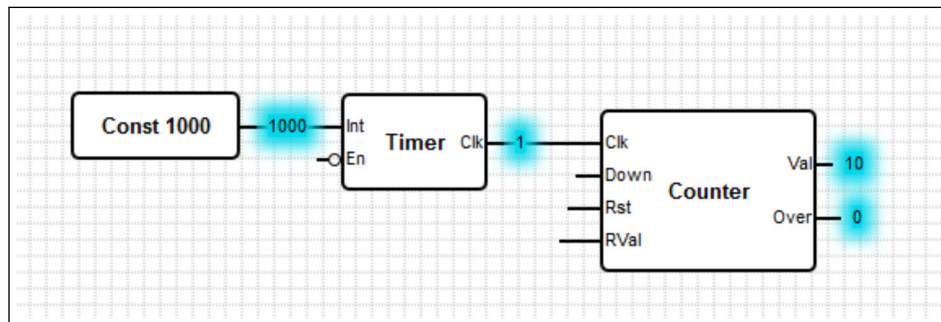 Const 1000
1000
Int
En
Timer
Clk
1
Clk
Down
Rst
RVal
Counter
Val
Over
10
0